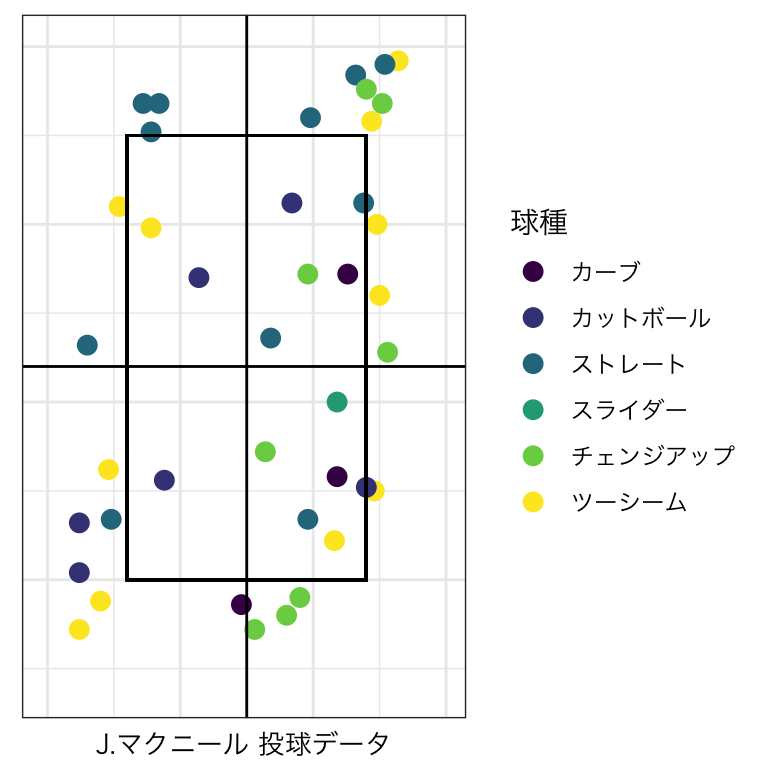 球種
カーブ
カットボール
ストレート
スライダー
チェンジアップ
ツーシーム
J.マクニール 投球データ